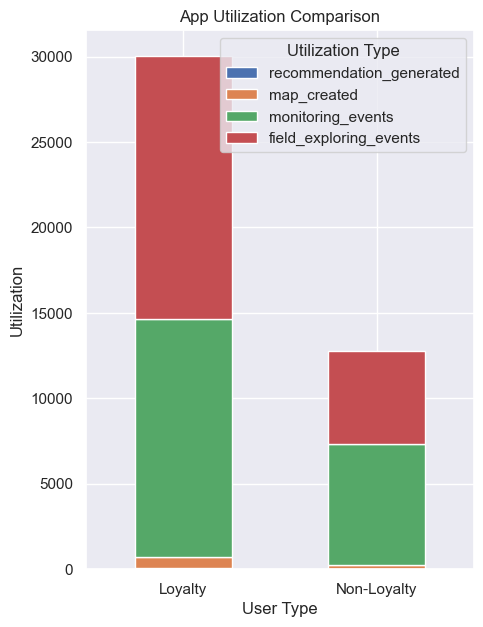 App Utilization Comparison
Utilization Type
recommendation_generated
map_created
monitoring_events
field_exploring_events
30000
25000
20000
15000
10000
5000
0
Utilization
Loyalty
Non-Loyalty
User Type